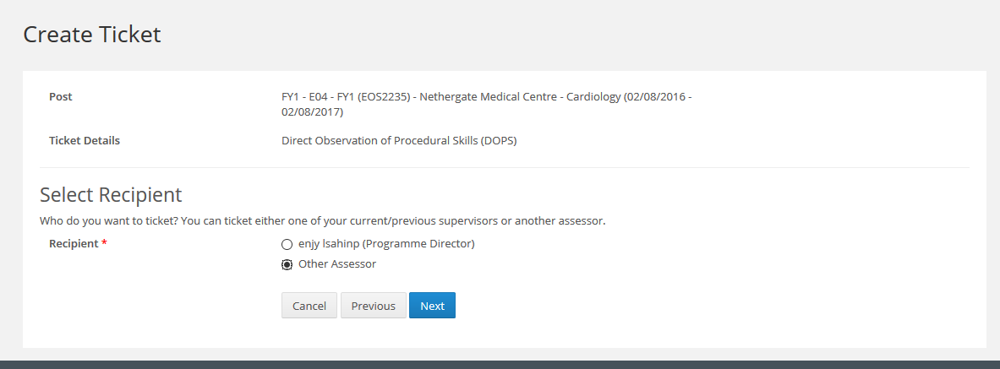 Create Ticket
Post
FY1 - E04 - FY1 (EOS2235) - Nethergate Medical Centre - Cardiology (02/08/2016 -
02/08/2017)
Ticket Details
Direct Observation of Procedural Skills (DOPS)
Select Recipient
Who do you want to ticket? You can ticket either one of your current/previous supervisors or another assessor.
Recipient *
enjy lsahinp (Programme Director)
Other Assessor
Cancel Previous Next